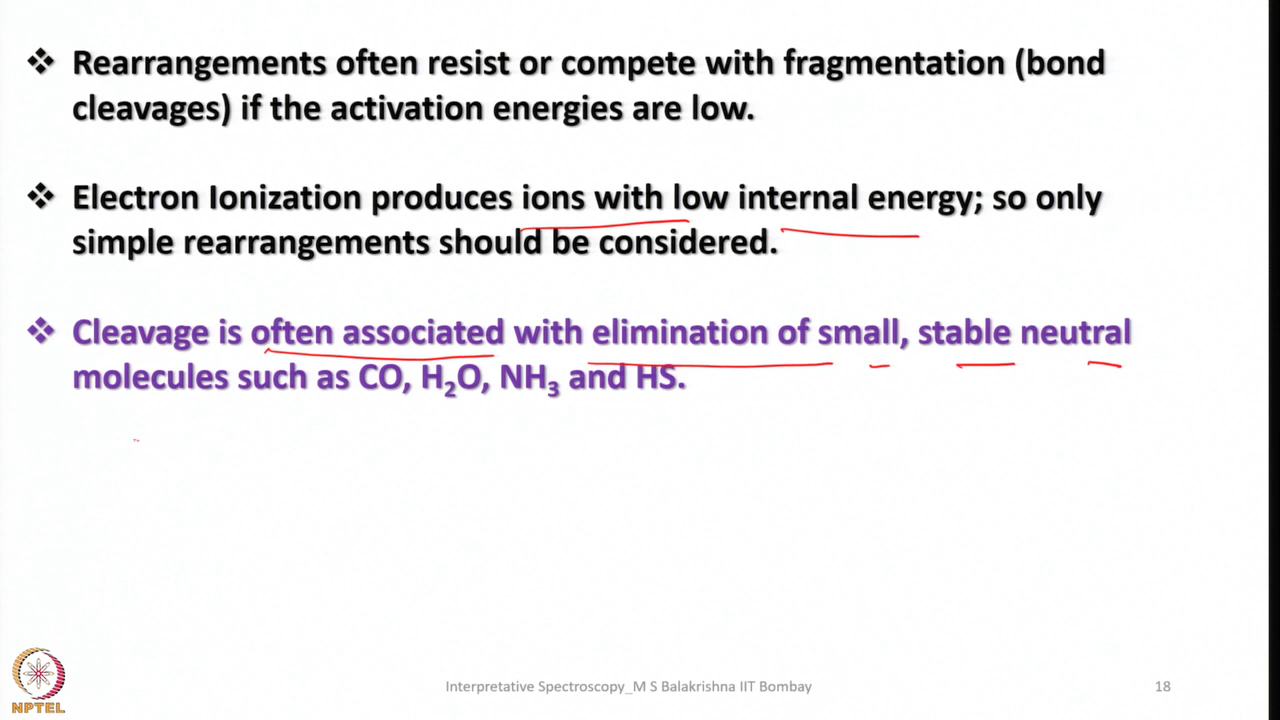 ❖ Rearrangements often resist or compete with fragmentation (bond
cleavages) if the activation energies are low.
❖ Electron Ionization produces ions with low internal energy; so only
simple rearrangements should be considered.
❖ Cleavage is often associated with elimination of small, stable neutral
molecules such as CO, H₂O, NH₃ and HS.
NPTEL
Interpretative Spectroscopy_M S Balakrishna IIT Bombay
18